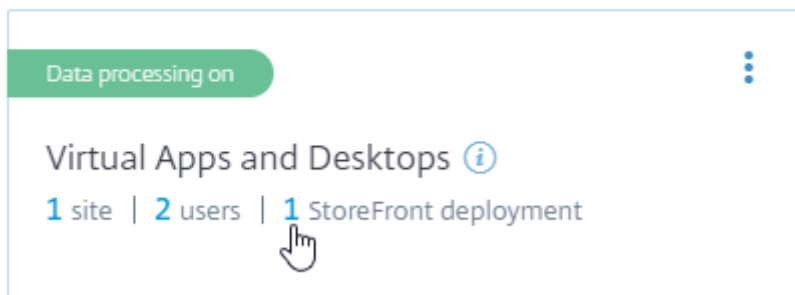 Data processing on
Virtual Apps and Desktops i
1 site | 2 users | 1 StoreFront deployment